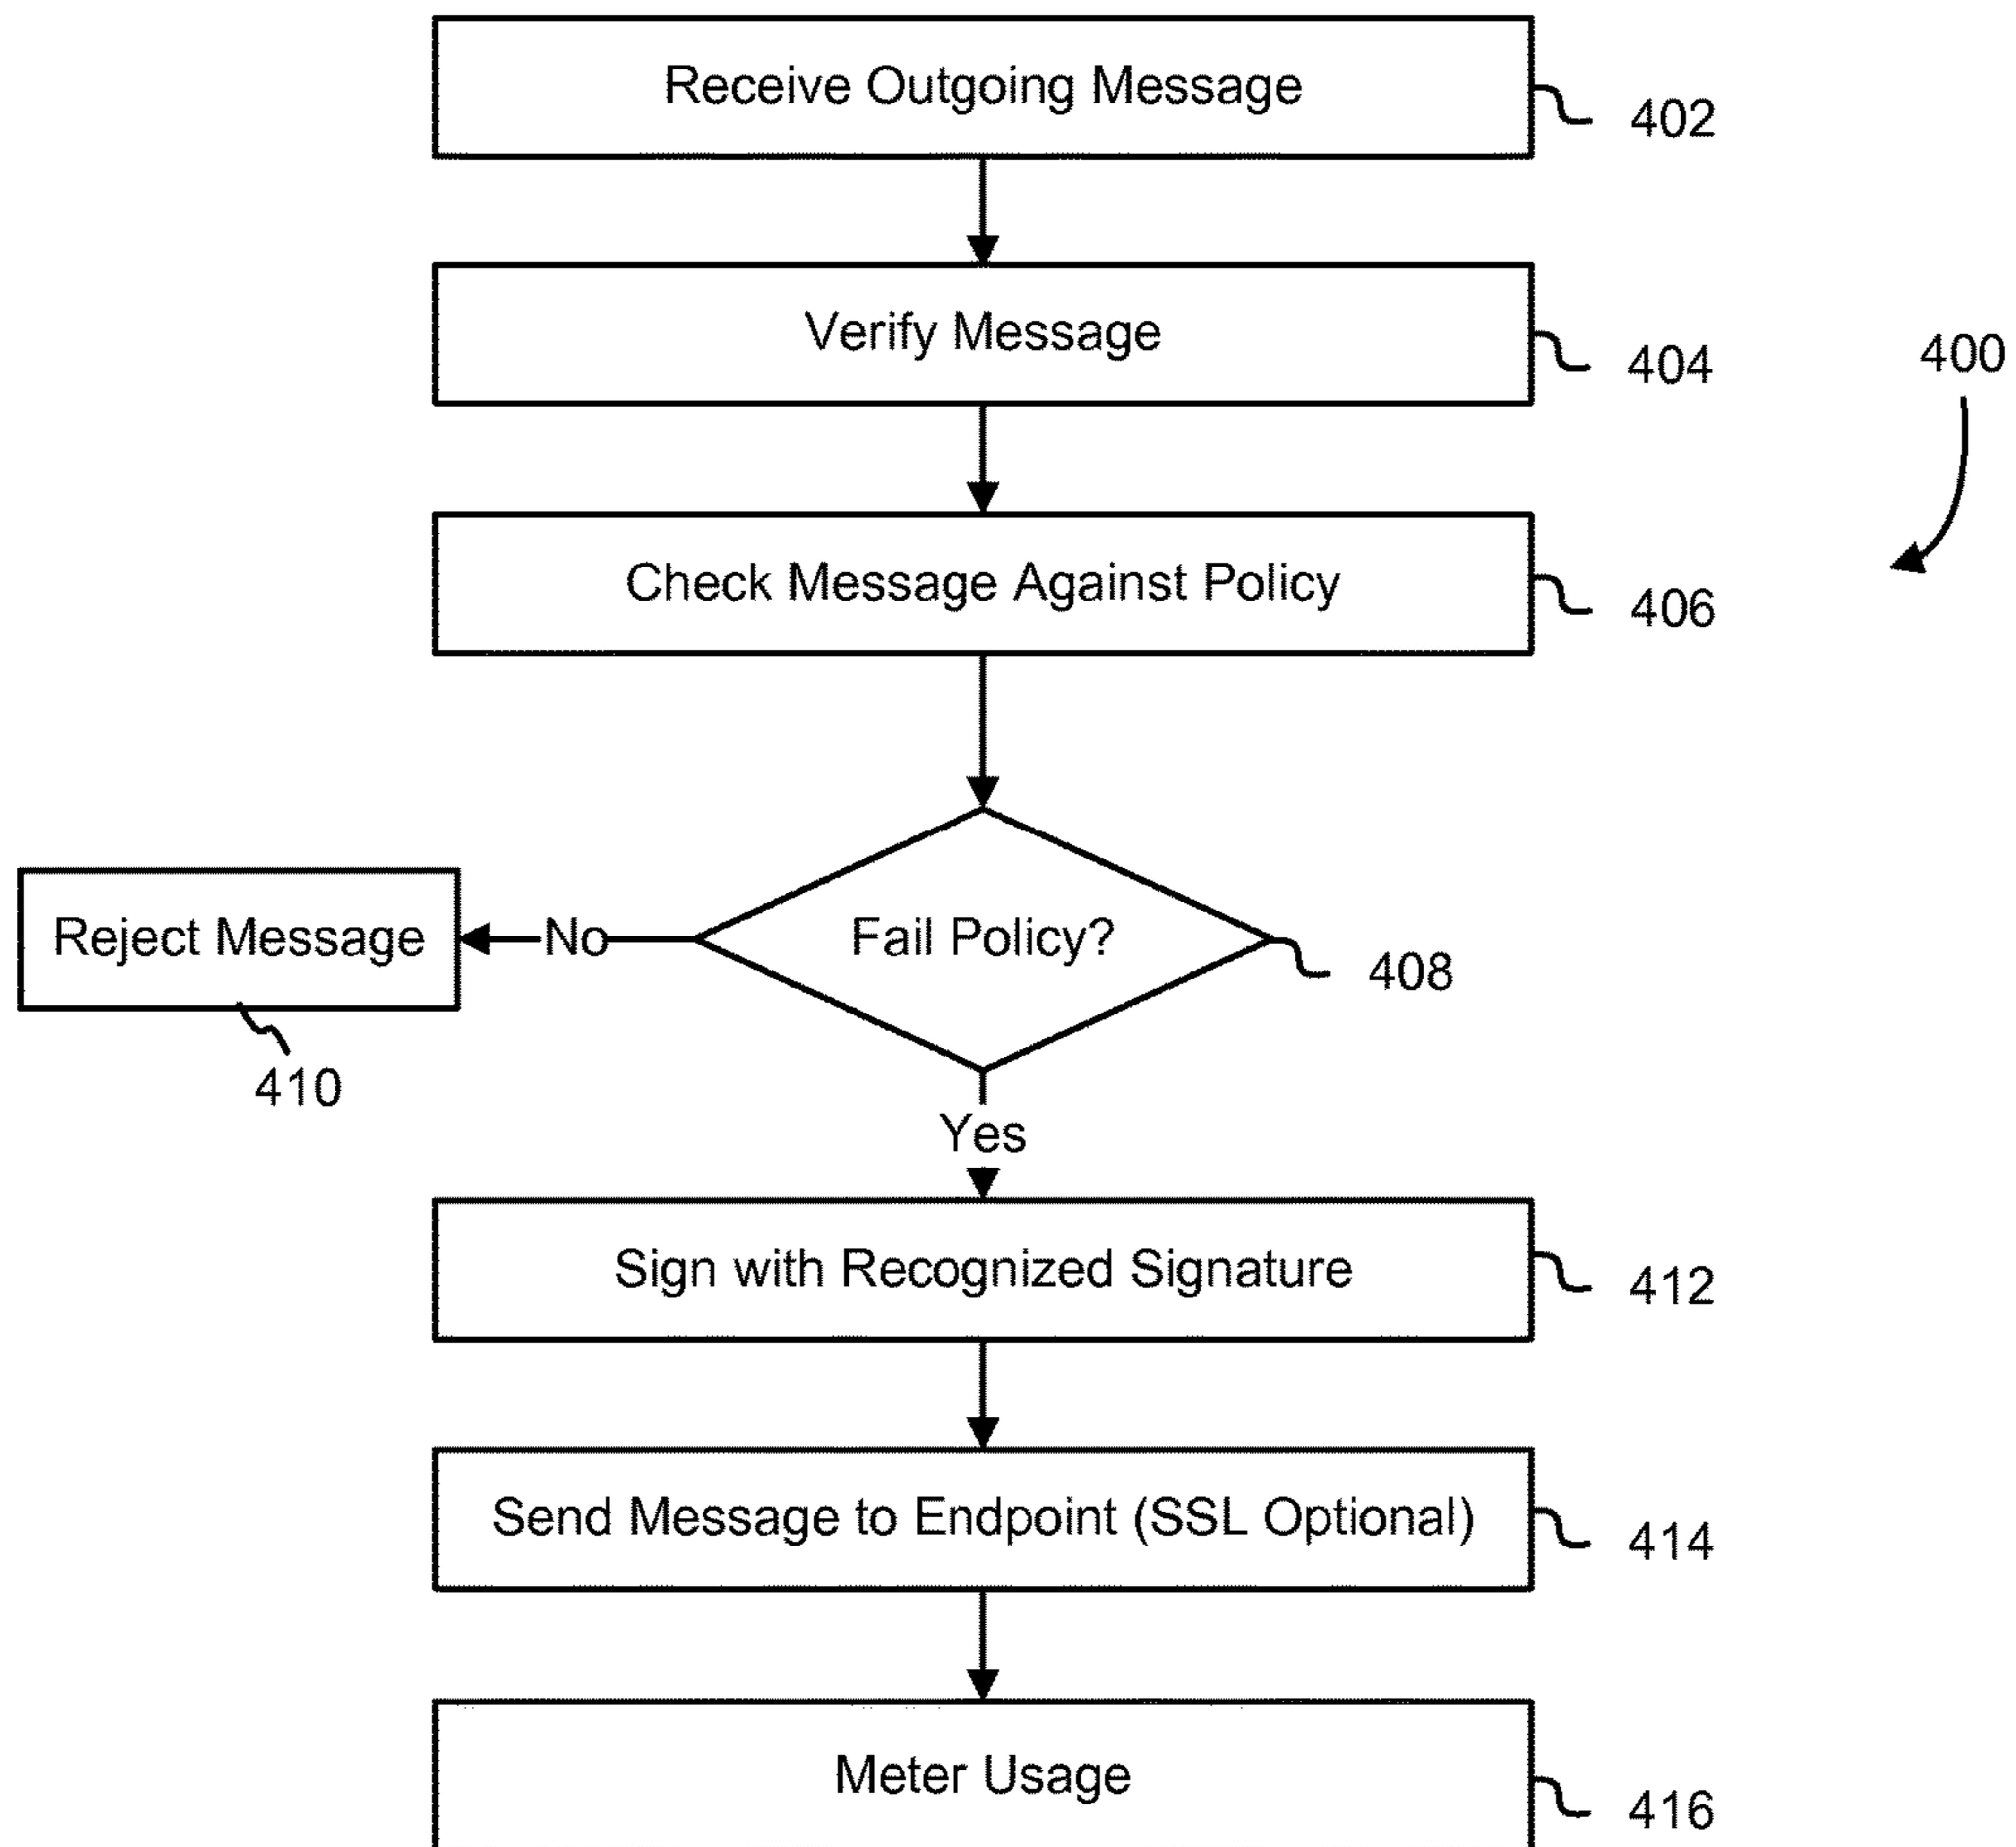 Receive Outgoing Message
402
Verify Message
404
400
Check Message Against Policy
406
Reject Message
No
Fail Policy?
408
410
Yes
Sign with Recognized Signature
412
Send Message to Endpoint (SSL Optional)
414
Meter Usage
416